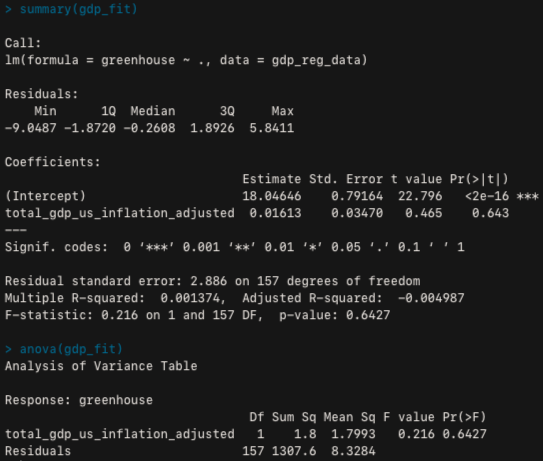 > summary(gdp_fit)
Call:
lm(formula = greenhouse ~ ., data = gdp_reg_data)
Residuals:
    Min      1Q  Median      3Q     Max
-9.0487 -1.8720 -0.2608  1.8926  5.8411
Coefficients:
                             Estimate Std. Error t value Pr(>|t|)
(Intercept)                  18.04646    0.79164  22.796   <2e-16 ***
total_gdp_us_inflation_adjusted  0.01613    0.03470   0.465    0.643
---
Signif. codes:  0 ‘***’ 0.001 ‘**’ 0.01 ‘*’ 0.05 ‘.’ 0.1 ‘ ’ 1
Residual standard error: 2.886 on 157 degrees of freedom
Multiple R-squared:  0.001374,  Adjusted R-squared:  -0.004987
F-statistic: 0.216 on 1 and 157 DF,  p-value: 0.6427
> anova(gdp_fit)
Analysis of Variance Table
Response: greenhouse
                                 Df Sum Sq Mean Sq F value Pr(>F)
total_gdp_us_inflation_adjusted   1    1.8  1.7993   0.216 0.6427
Residuals                       157 1307.6  8.3284